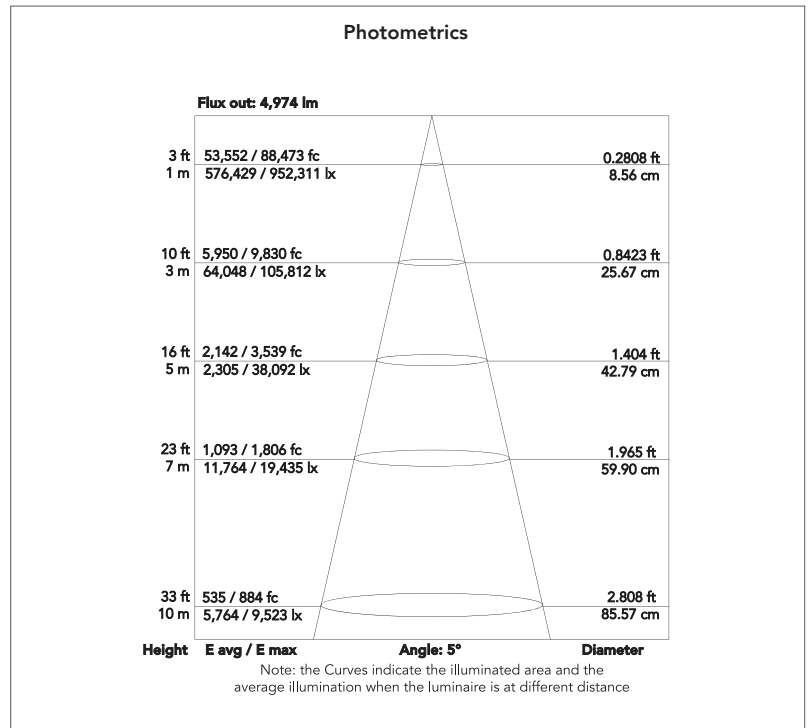 Photometrics
Flux out: 4,974 lm
3 ft 53,552 / 88,473 fc 0.2808 ft
1 m 576,429 / 952,311 lx 8.56 cm
10 ft 5,950 / 9,830 fc 0.8423 ft
3 m 64,048 / 105,812 lx 25.67 cm
16 ft 2,142 / 3,539 fc 1.404 ft
5 m 2,305 / 38,092 lx 42.79 cm
23 ft 1,093 / 1,806 fc 1.965 ft
7 m 11,764 / 19,435 lx 59.90 cm
33 ft 535 / 884 fc 2.808 ft
10 m 5,764 / 9,523 lx 85.57 cm
Height E avg / E max Angle: 5° Diameter
Note: the Curves indicate the illuminated area and the
average illumination when the luminaire is at different distance